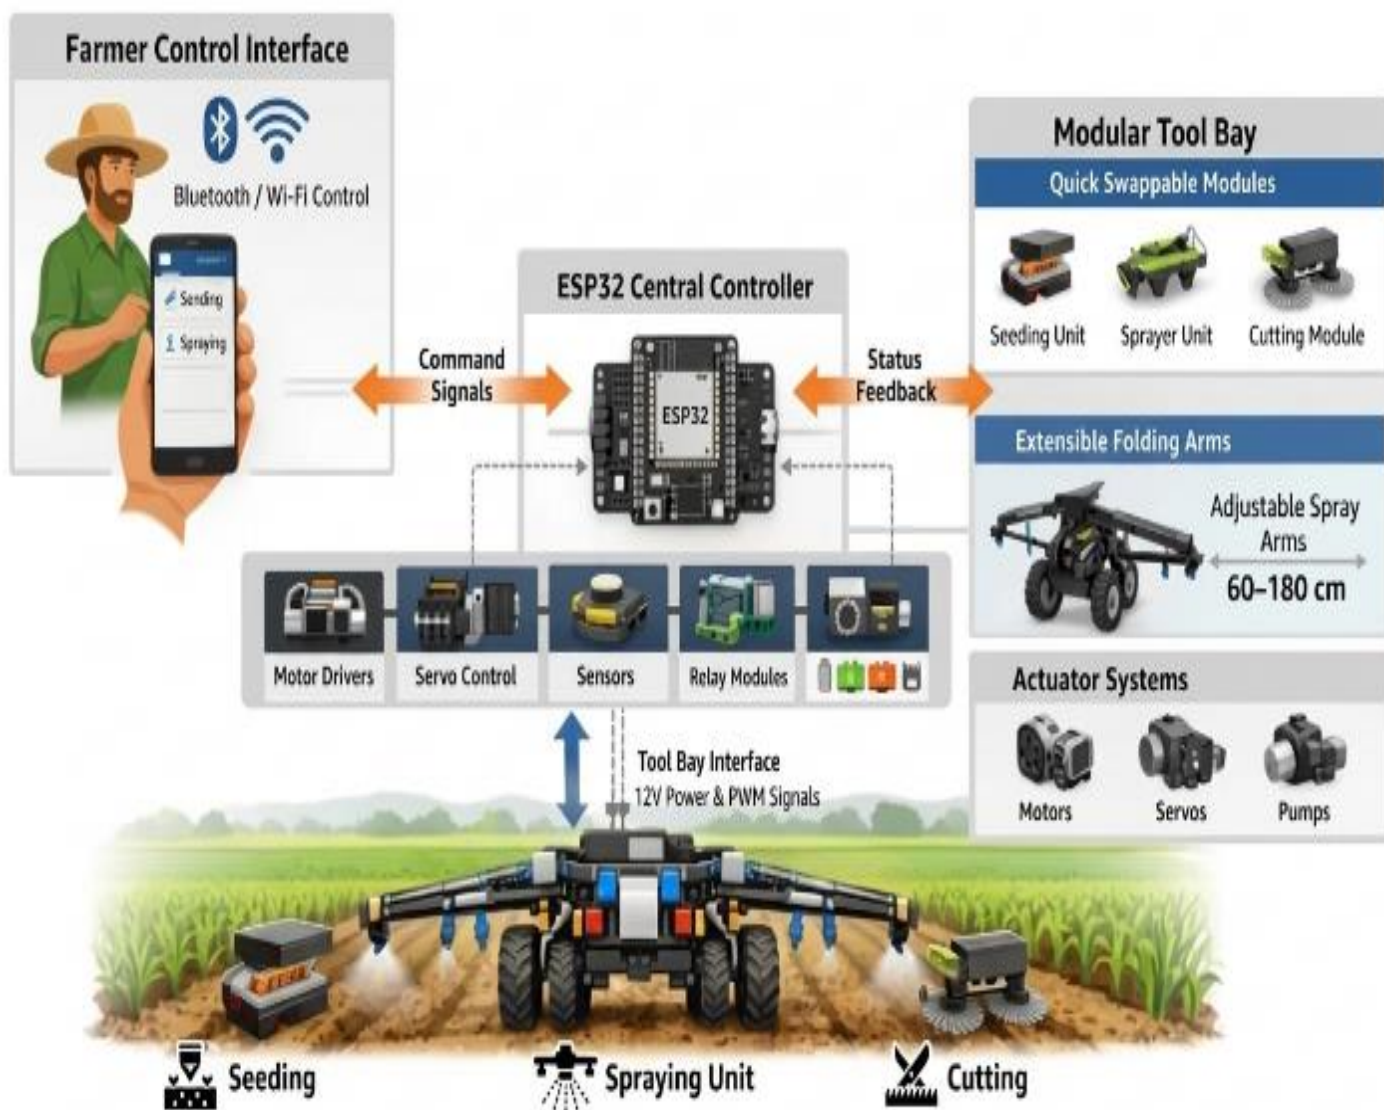 Farmer Control Interface
Bluetooth / Wi-Fi Control
Sending
Spraying
Command
Signals
ESP32 Central Controller
ESP32
Status
Feedback
Modular Tool Bay
Quick Swappable Modules
Seeding Unit
Sprayer Unit
Cutting Module
Extensible Folding Arms
Adjustable Spray
Arms
60–180 cm
Motor Drivers
Servo Control
Sensors
Relay Modules
Actuator Systems
Motors
Servos
Pumps
Tool Bay Interface
12V Power & PWM Signals
Seeding
Spraying Unit
Cutting